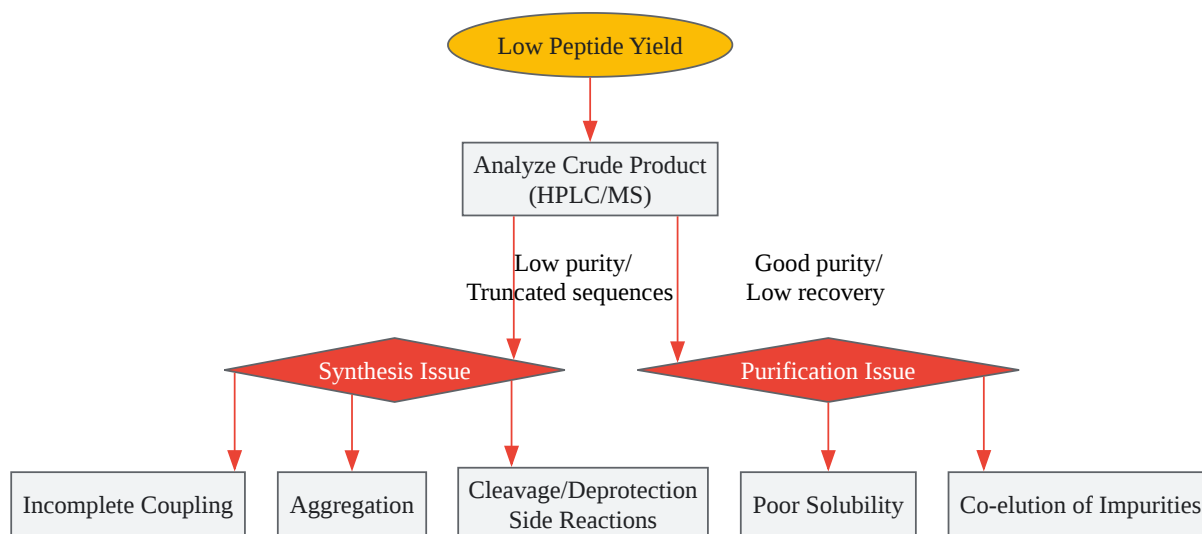 Low Peptide Yield
Analyze Crude Product
(HPLC/MS)
Low purity/
Truncated sequences
Good purity/
Low recovery
Synthesis Issue
Purification Issue
Incomplete Coupling
Aggregation
Cleavage/Deprotection
Side Reactions
Poor Solubility
Co-elution of Impurities